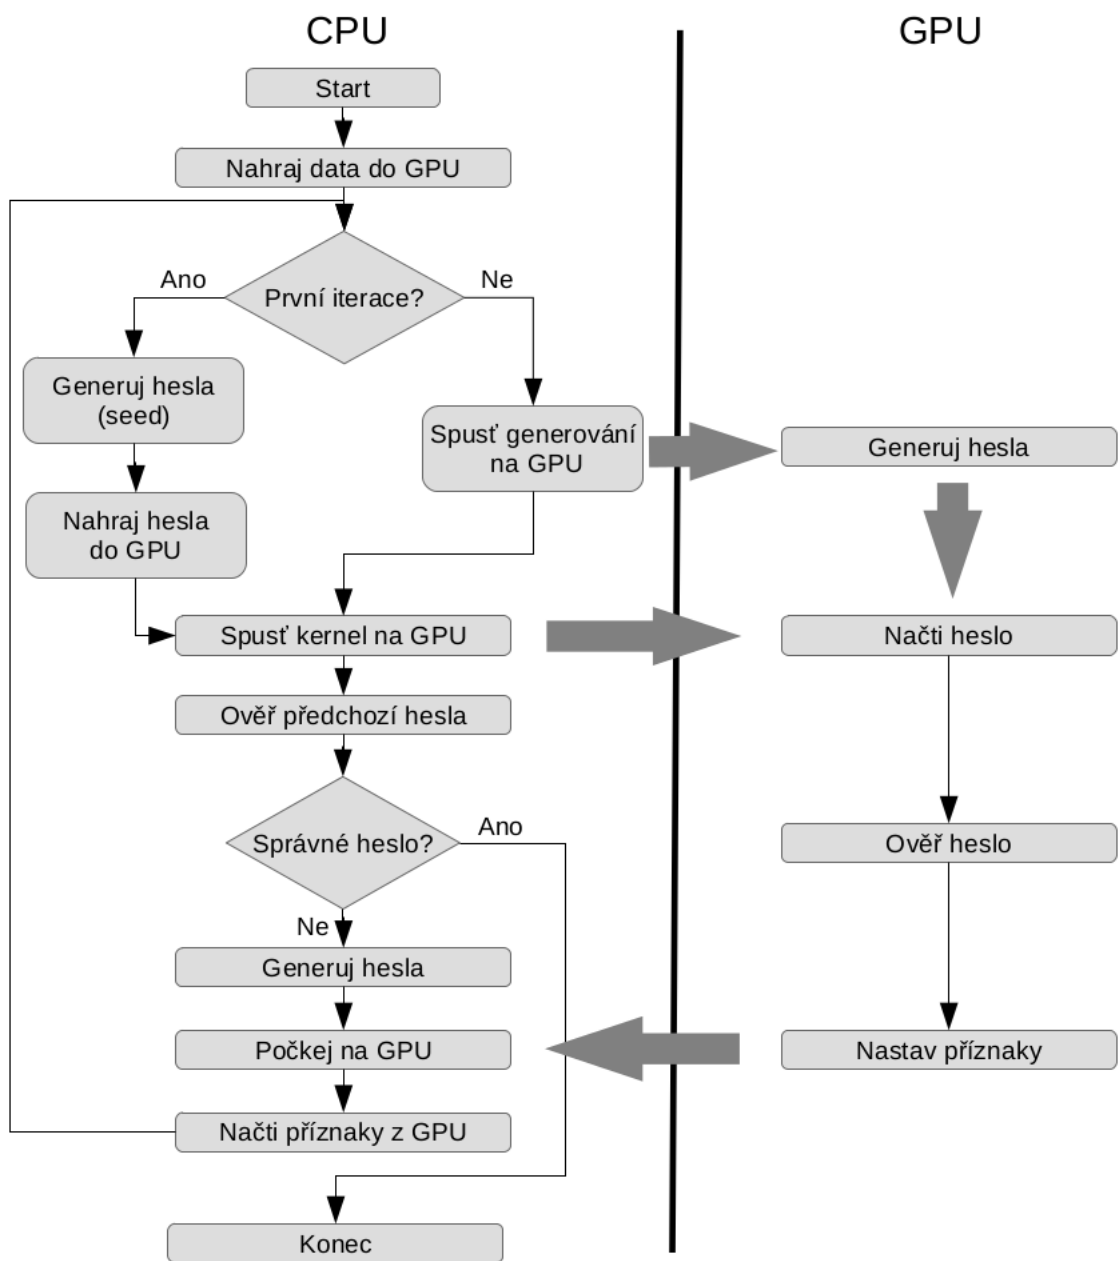 CPU
GPU
Start
Nahraj data do GPU
Ano
Ne
První iterace?
Generuj hesla
(seed)
Spusť generování
na GPU
Generuj hesla
Nahraj hesla
do GPU
Spusť kernel na GPU
Načti heslo
Ověř předchozí hesla
Ano
Správné heslo?
Ověř heslo
Ne
Generuj hesla
Počkej na GPU
Nastav příznaky
Načti příznaky z GPU
Konec